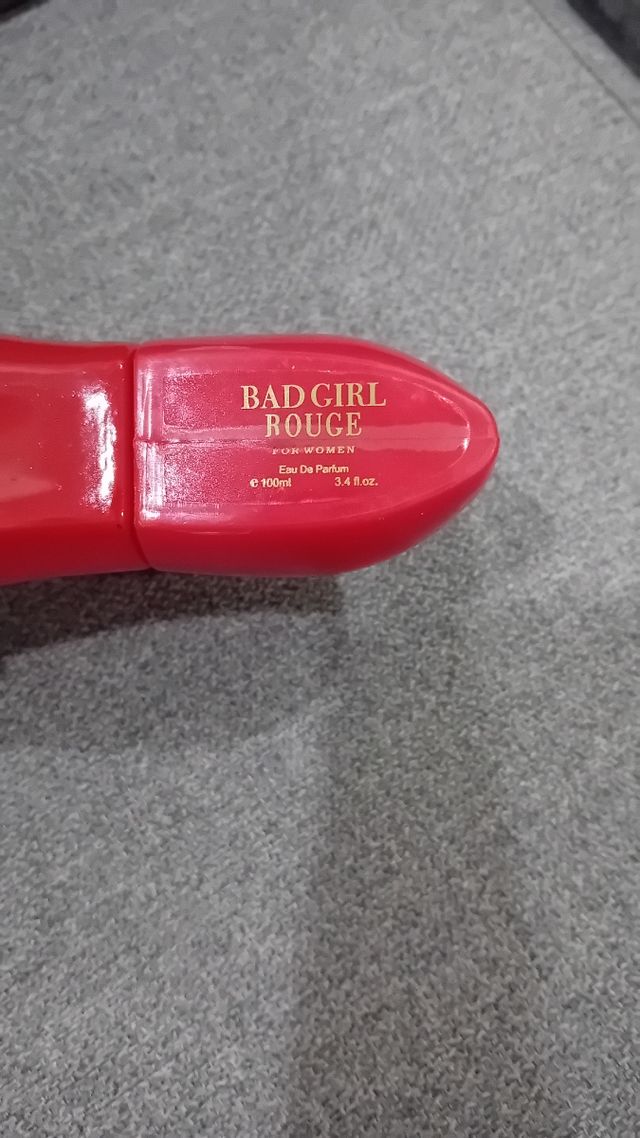 BAD GIRL
ROUGE
FOR WOMEN
Eau De Parfum
e 100ml 3.4 fl.oz.